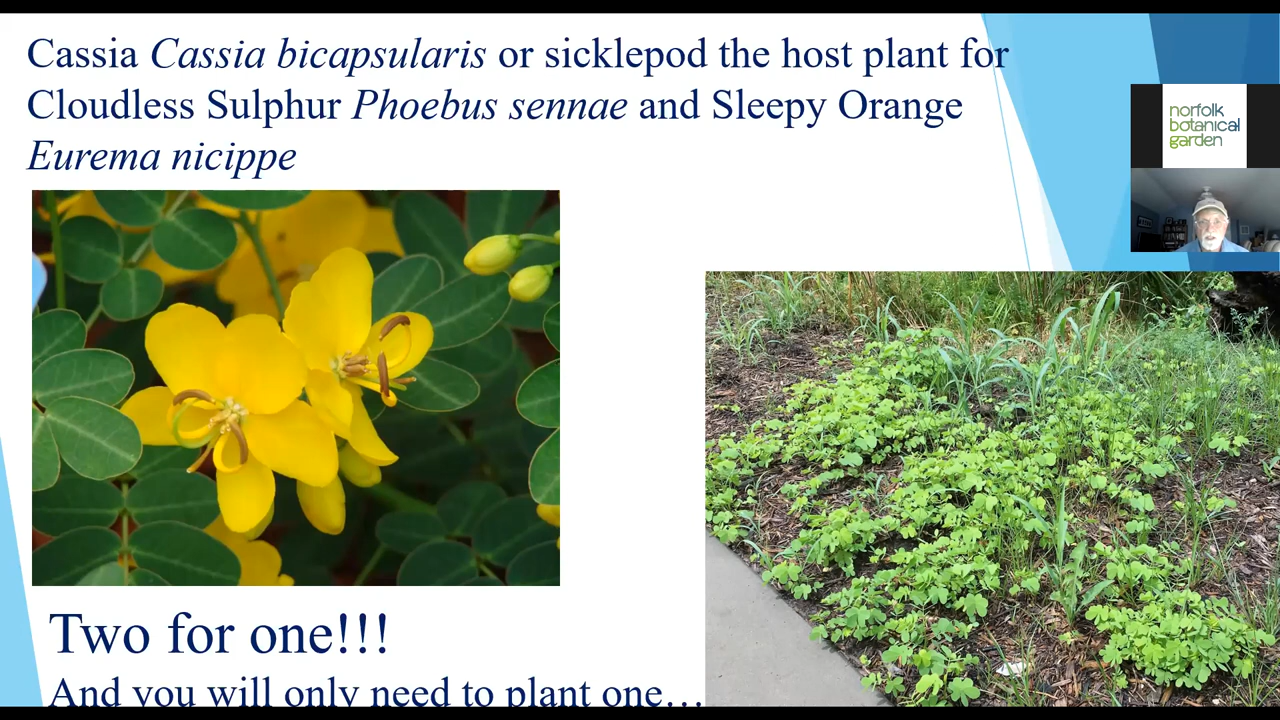 Cassia Cassia bicapsularis or sicklepod the host plant for
Cloudless Sulphur Phoebus sennae and Sleepy Orange
Eurema nicippe
norfolk
botanical
garden
Two for one!!!
And you will only need to plant one…